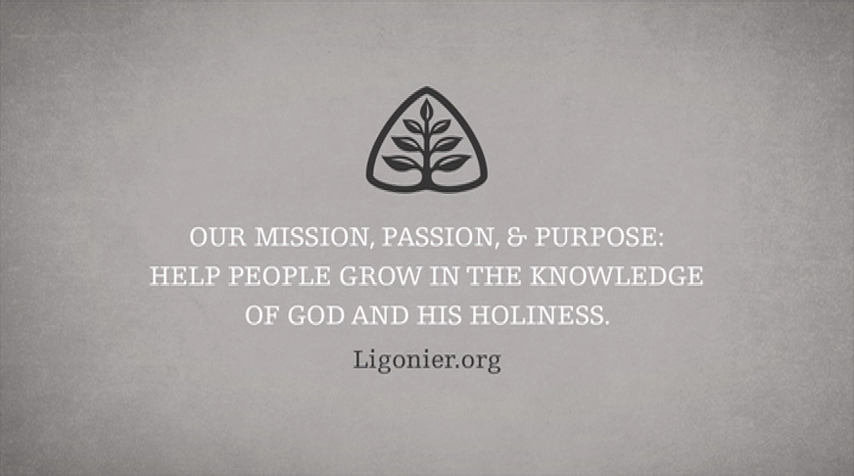 OUR MISSION, PASSION, & PURPOSE:
HELP PEOPLE GROW IN THE KNOWLEDGE
OF GOD AND HIS HOLINESS.
Ligonier.org